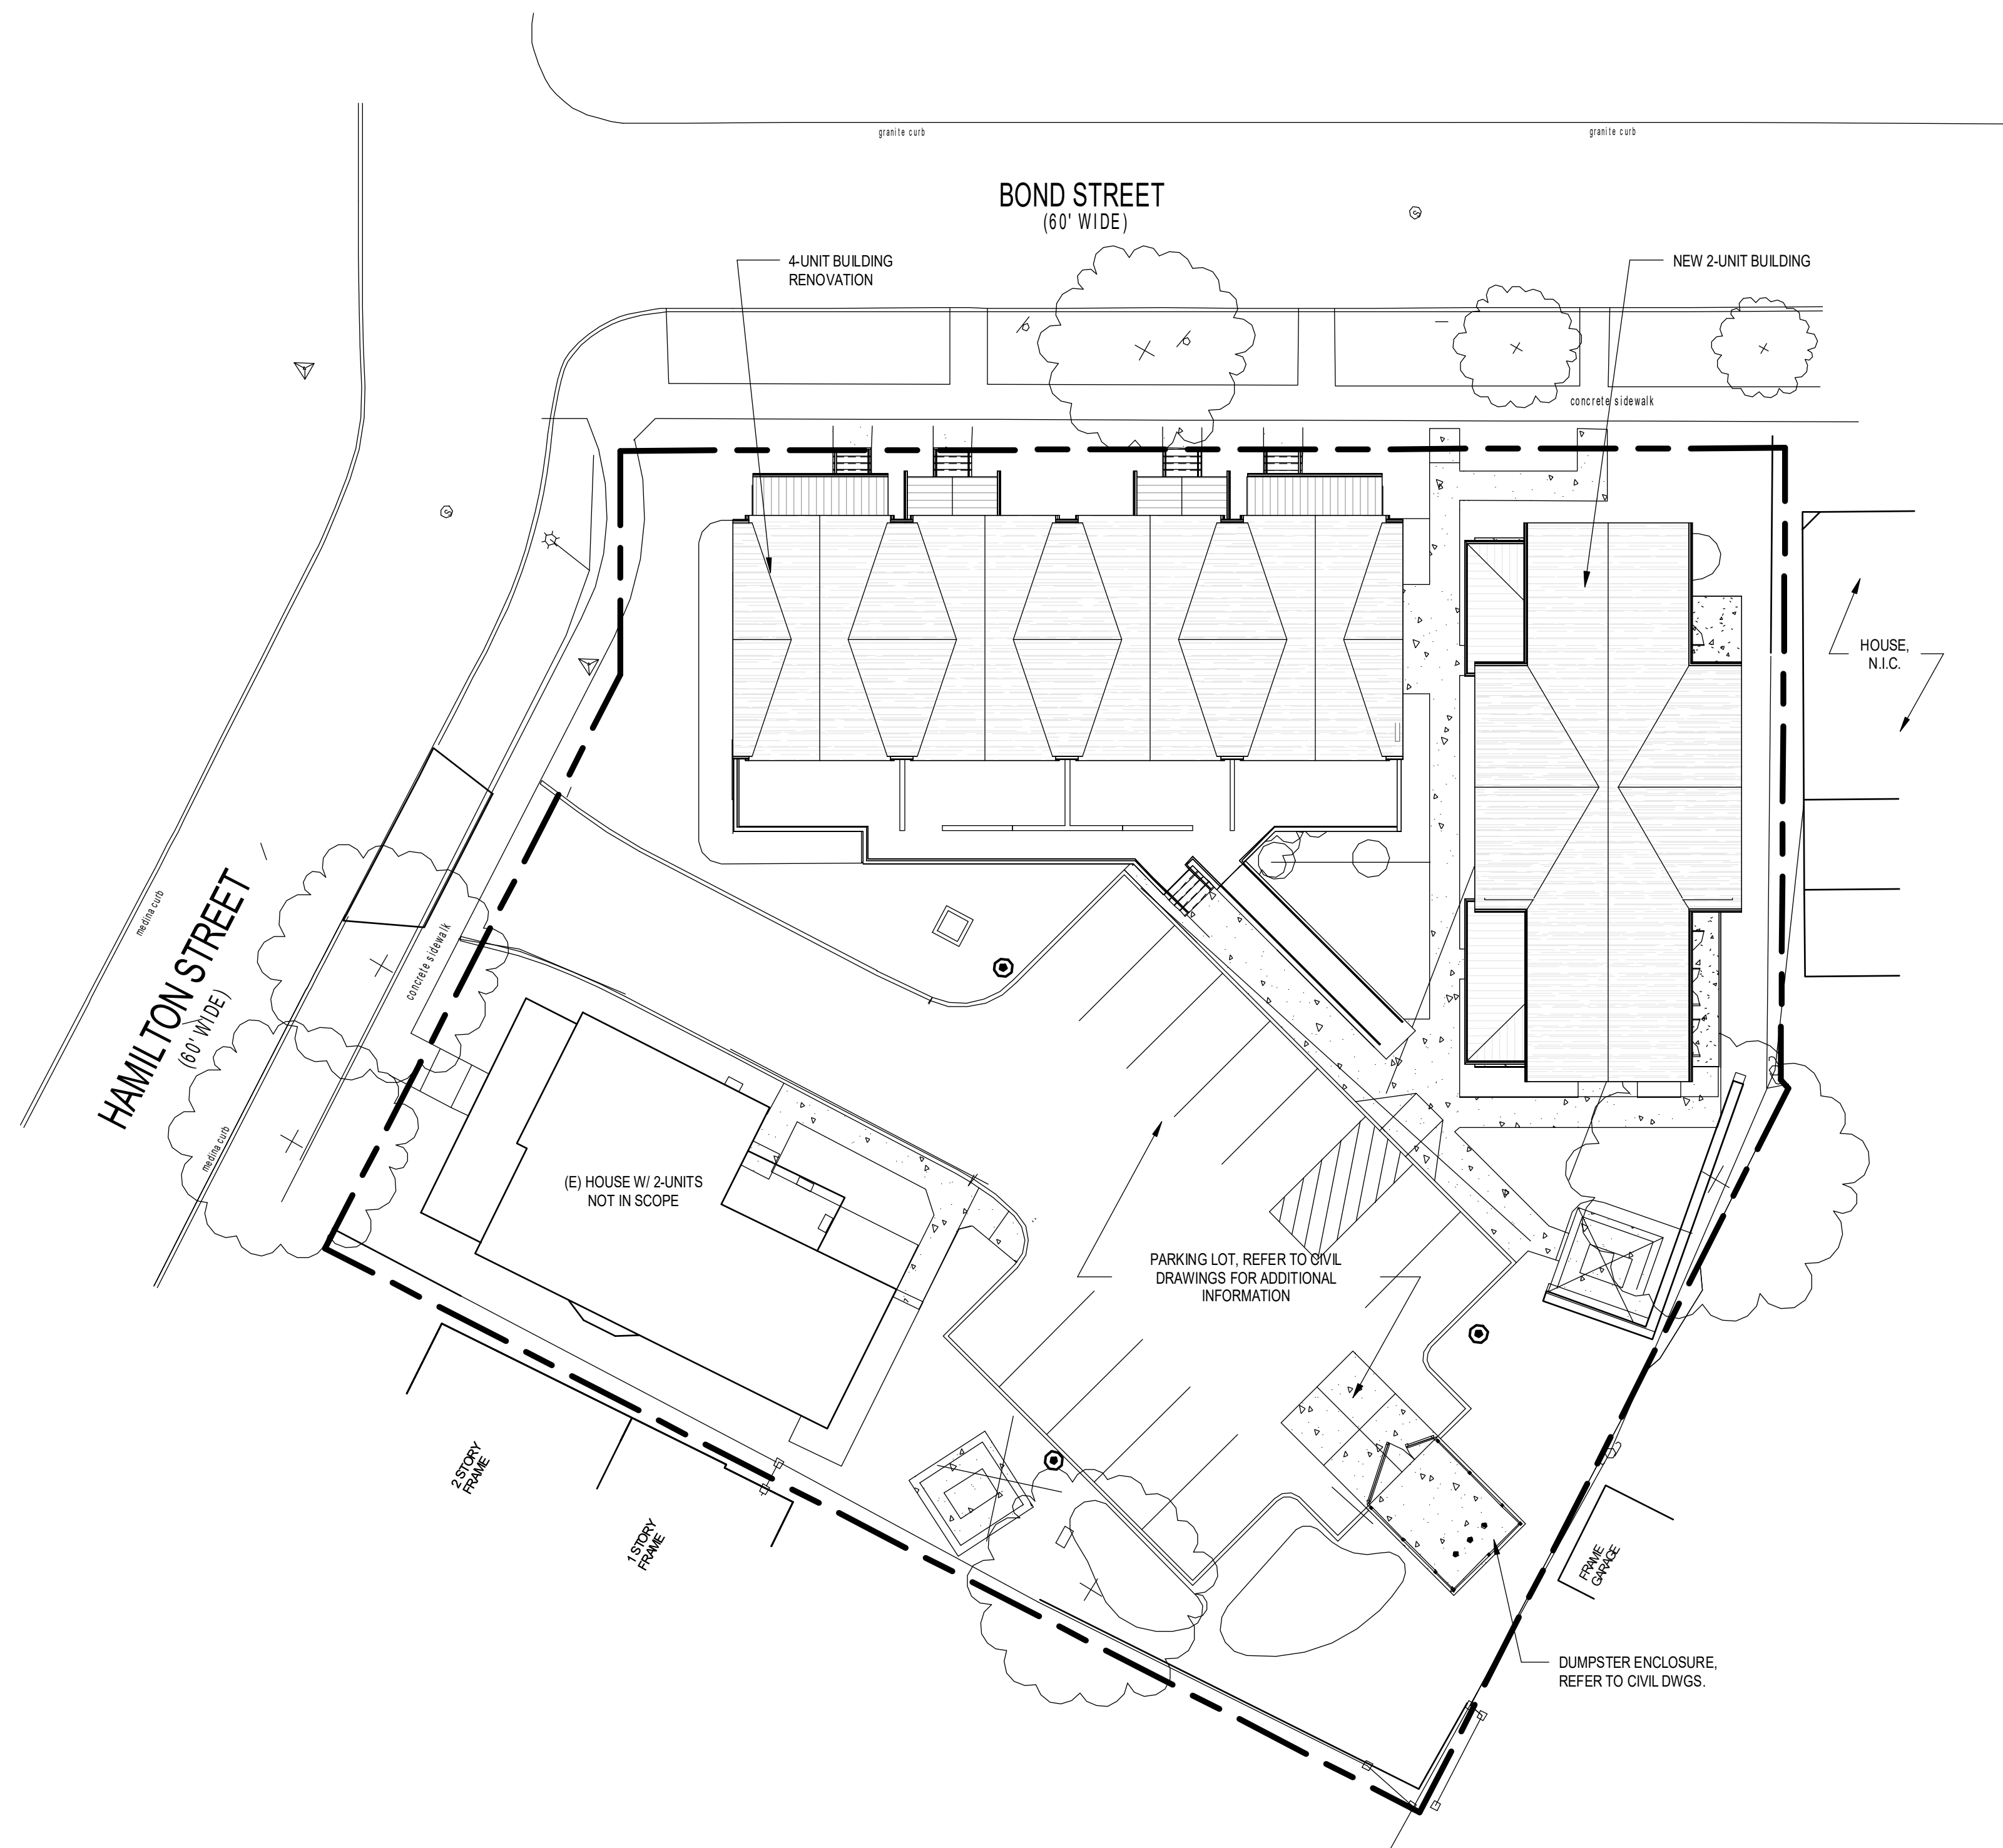 granite curb
granite curb
BOND STREET
(60' WIDE)
4-UNIT BUILDING
RENOVATION
NEW 2-UNIT BUILDING
concrete sidewalk
HOUSE,
N.I.C.
HAMILTON STREET
(60' WIDE)
medina curb
concrete sidewalk
medina curb
(E) HOUSE W/ 2-UNITS
NOT IN SCOPE
PARKING LOT, REFER TO CIVIL
DRAWINGS FOR ADDITIONAL
INFORMATION
2 STORY
FRAME
1 STORY
FRAME
FRAME
GARAGE
DUMPSTER ENCLOSURE,
REFER TO CIVIL DWGS.
S
S